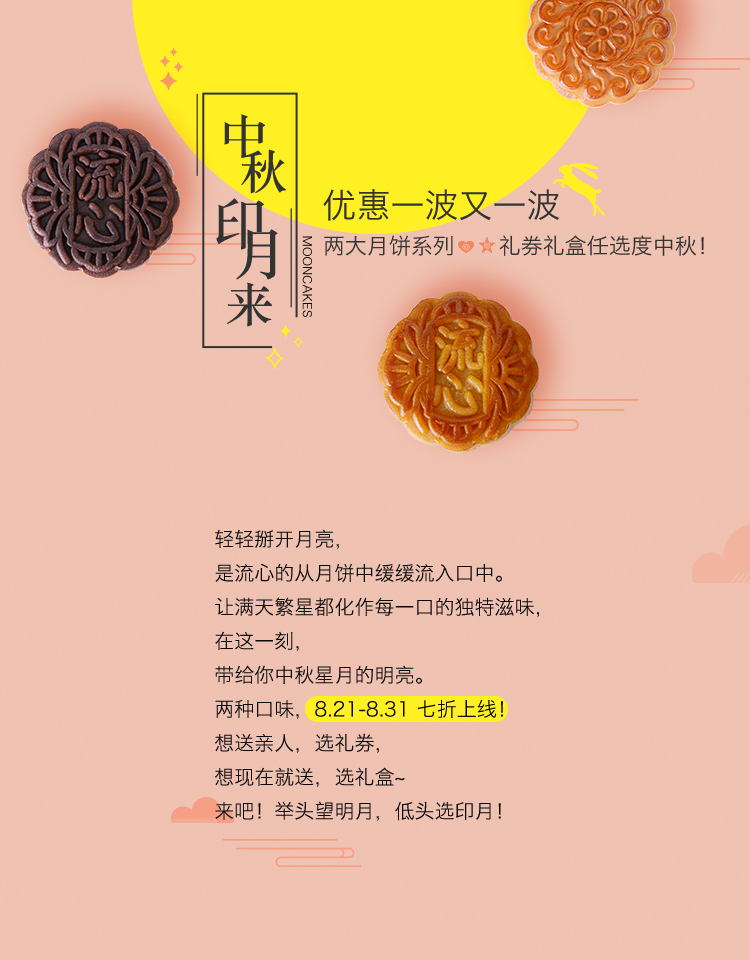 中秋
印月来
MOONCAKES
优惠一波又一波
两大月饼系列 礼券礼盒任选度中秋!
流心
流心
轻轻掰开月亮,
是流心的从月饼中缓缓流入口中。
让满天繁星都化作每一口的独特滋味,
在这一刻,
带给你中秋星月的明亮。
两种口味, 8.21-8.31 七折上线!
想送亲人,选礼券,
想现在就送,选礼盒~
来吧!举头望明月,低头选印月!